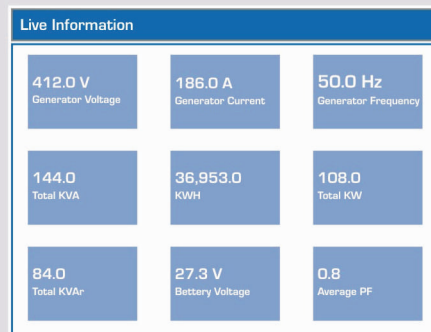 Live Information
412.0 V
Generator Voltage
186.0 A
Generator Current
50.0 Hz
Generator Frequency
144.0
Total KVA
36,953.0
KWH
108.0
Total KW
84.0
Total KVAr
27.3 V
Bettery Voltage
0.8
Average PF